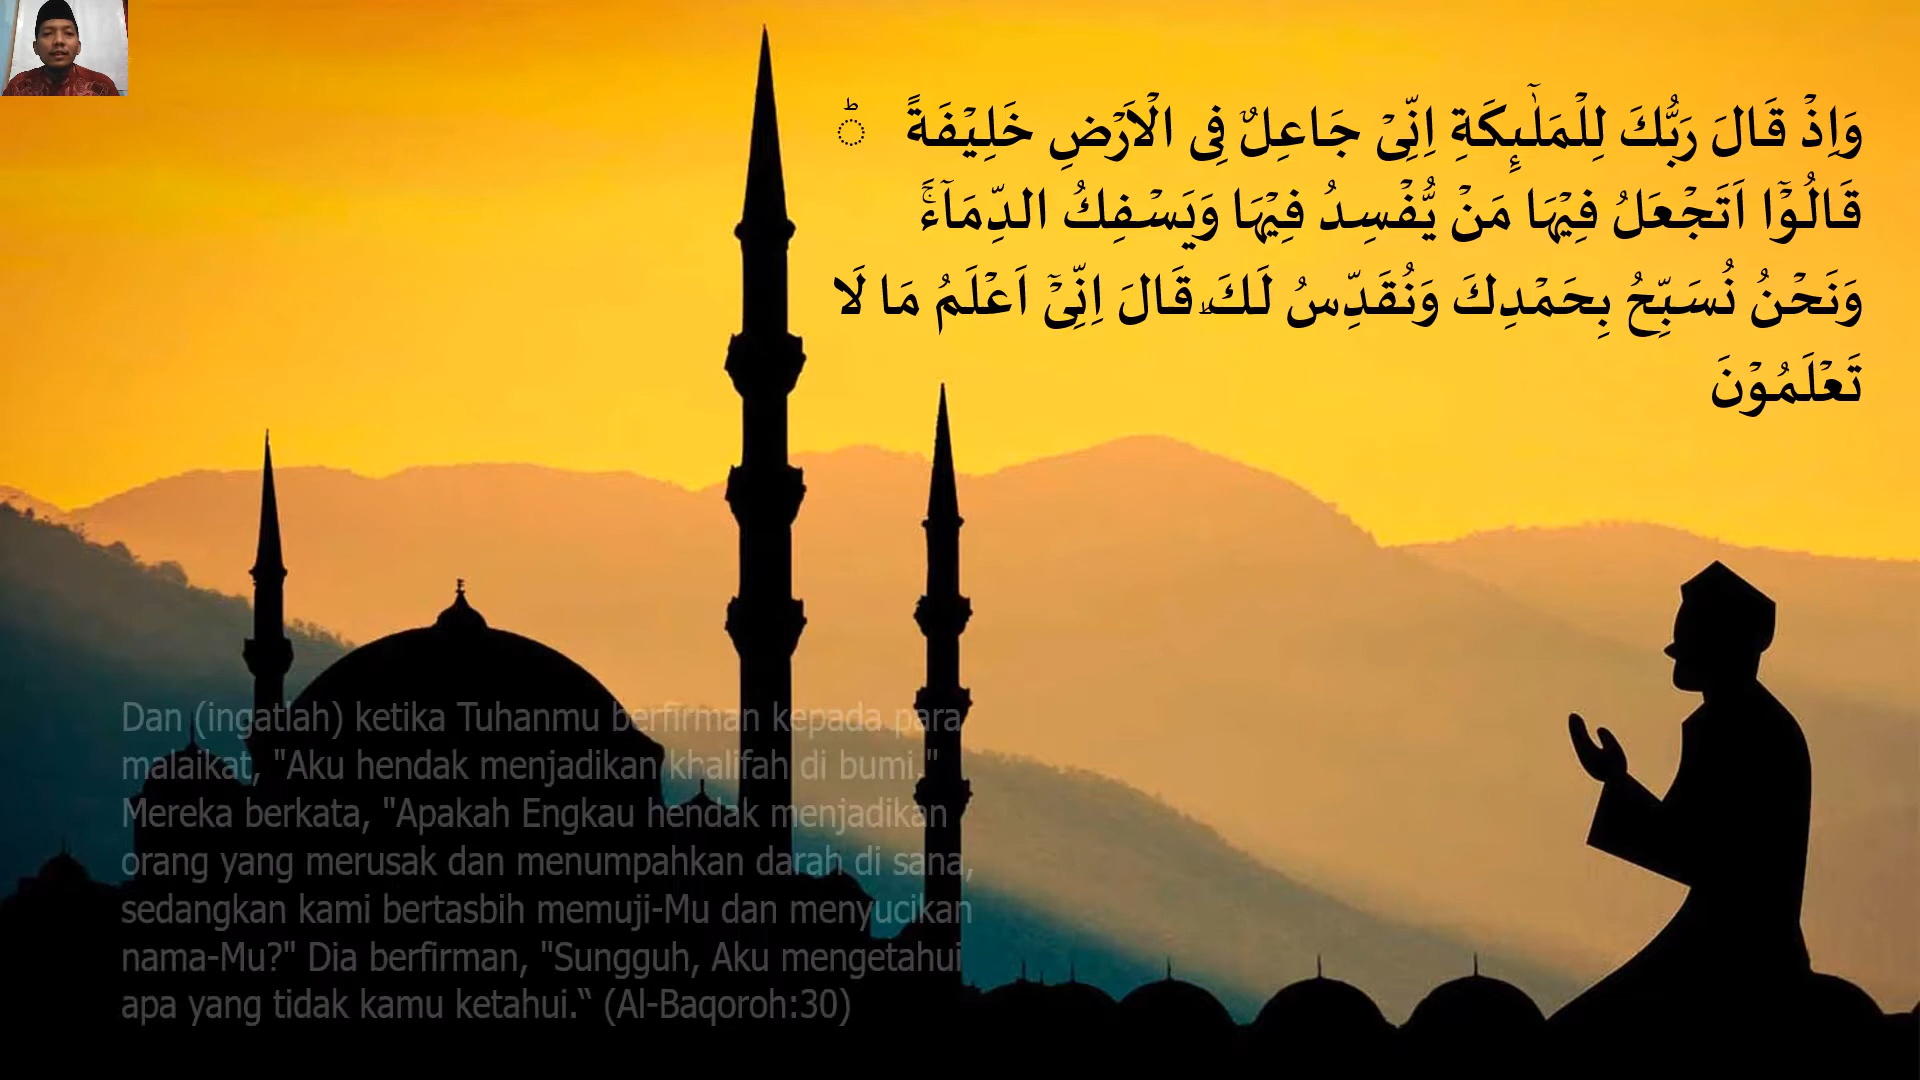 وَاِذْ قَالَ رَبُّكَ لِلْمَلٰۤىِٕكَةِ اِنِّيْ جَاعِلٌ فِى الْاَرْضِ خَلِيْفَةً ۗ
قَالُوْٓا اَتَجْعَلُ فِيْهَا مَنْ يُّفْسِدُ فِيْهَا وَيَسْفِكُ الدِّمَاۤءَۚ
وَنَحْنُ نُسَبِّحُ بِحَمْدِكَ وَنُقَدِّسُ لَكَ ۗ قَالَ اِنِّيْٓ اَعْلَمُ مَا لَا
تَعْلَمُوْنَ
Dan (ingatlah) ketika Tuhanmu berfirman kepada para
malaikat, "Aku hendak menjadikan khalifah di bumi."
Mereka berkata, "Apakah Engkau hendak menjadikan
orang yang merusak dan menumpahkan darah di sana,
sedangkan kami bertasbih memuji-Mu dan menyucikan
nama-Mu?" Dia berfirman, "Sungguh, Aku mengetahui
apa yang tidak kamu ketahui.“ (Al-Baqoroh:30)